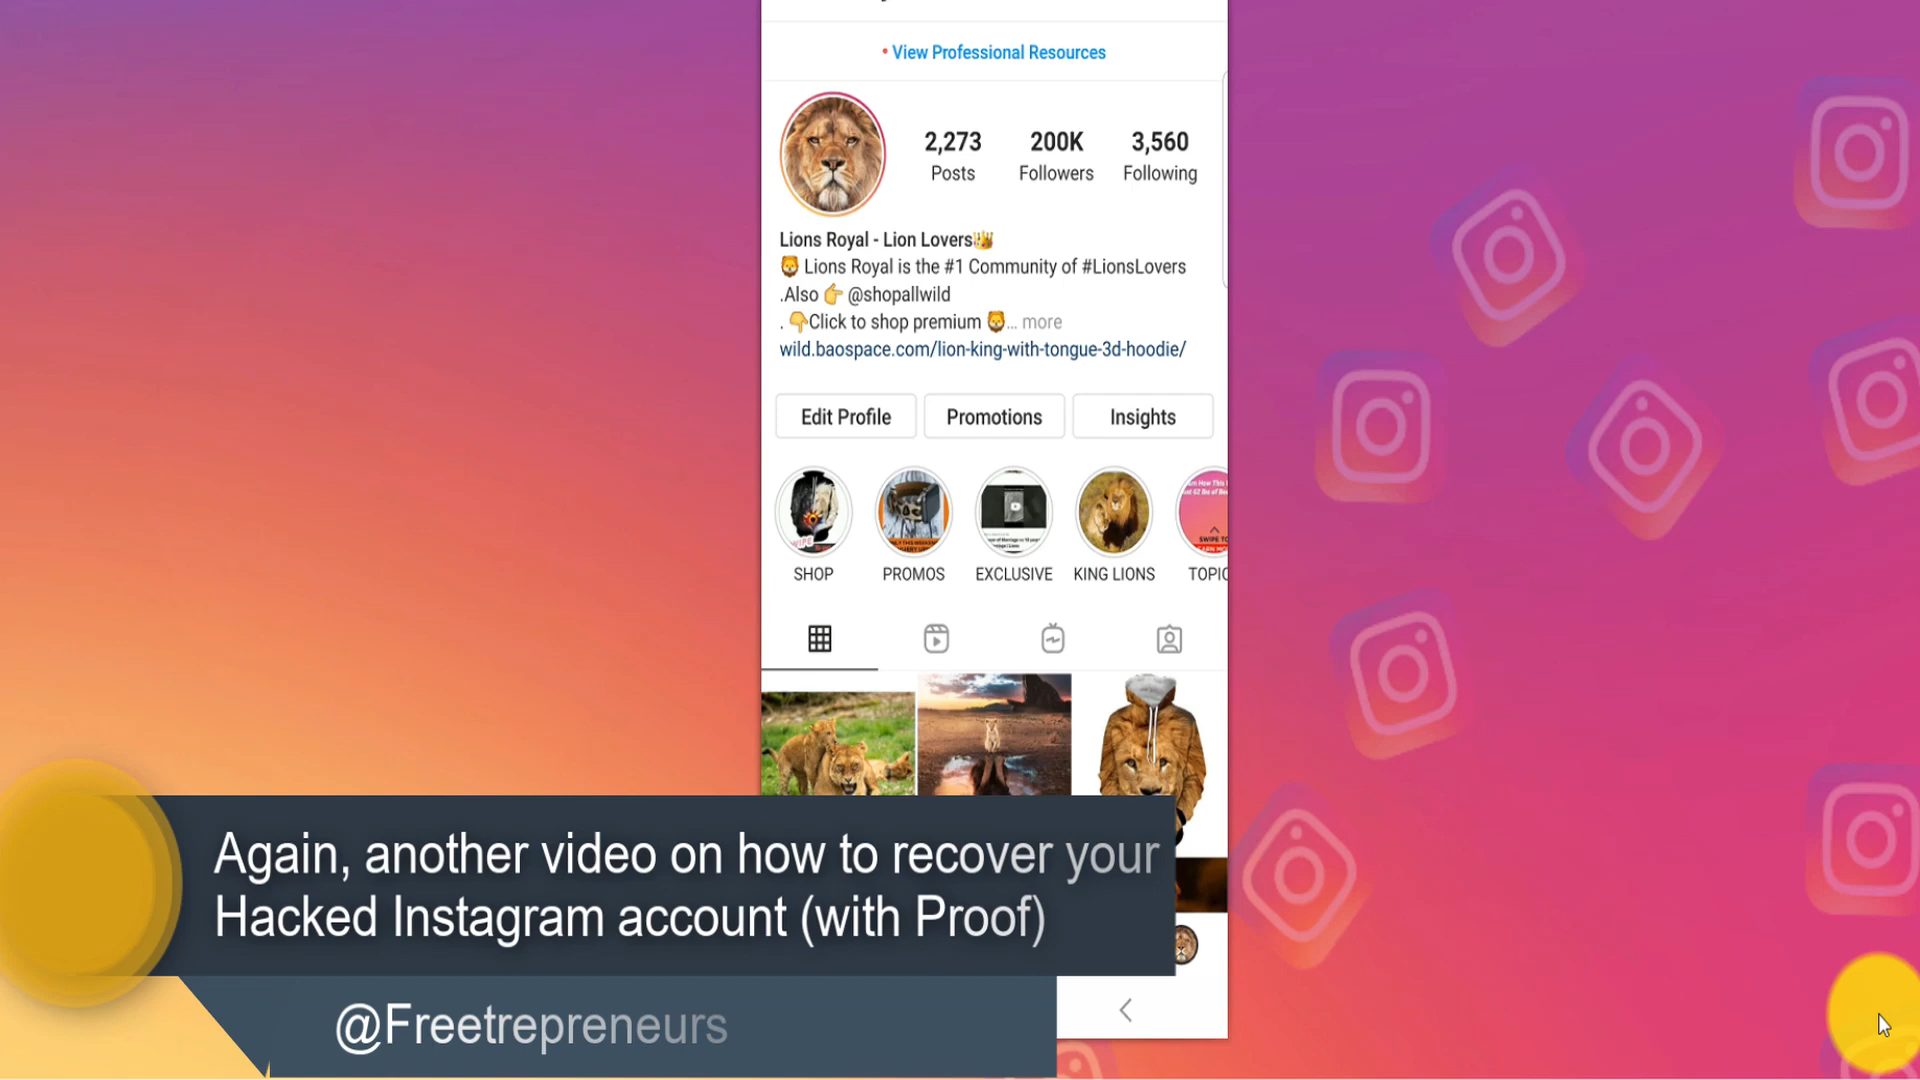 View Professional Resources
2,273 200K 3,560
Posts Followers Following
Lions Royal - Lion Lovers👑
🦁 Lions Royal is the #1 Community of #LionsLovers
.Also 👉 @shopallwild
. 👇Click to shop premium 🦁... more
wild.baospace.com/lion-king-with-tongue-3d-hoodie/
Edit Profile Promotions Insights
SWIPE TO
SHOP PROMOS EXCLUSIVE KING LIONS TOPIC
Again, another video on how to recover your
Hacked Instagram account (with Proof)
@Freetrepreneurs